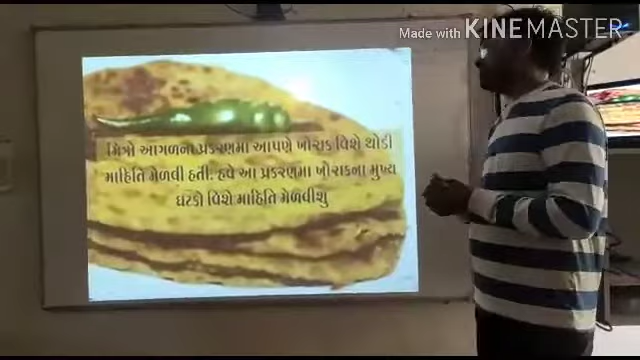 Made with KINEMASTER
મિત્રો આગળના પ્રકરણમા આપણે ખોરાક વિશે થોડી
માહિતિ મેળવી હતી. હવે આ પ્રકરણમા ખોરાકના મુખ્ય
ઘટકો વિશે માહિતિ મેળવીશુ